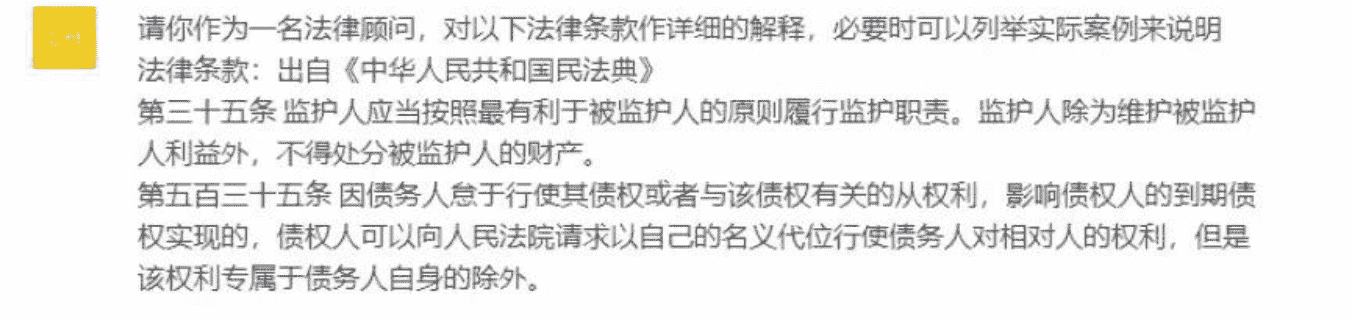 请你作为一名法律顾问，对以下法律条款作详细的解释，必要时可以列举实际案例来说明
法律条款：出自《中华人民共和国民法典》
第三十五条 监护人应当按照最有利于被监护人的原则履行监护职责。监护人除为维护被监护
人利益外，不得处分被监护人的财产。
第五百三十五条 因债务人怠于行使其债权或者与该债权有关的从权利，影响债权人的到期债
权实现的，债权人可以向人民法院请求以自己的名义代位行使债务人对相对人的权利，但是
该权利专属于债务人自身的除外。